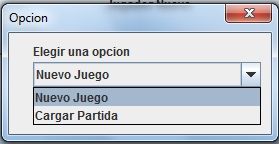 Opcion
Elegir una opcion
Nuevo Juego
Nuevo Juego
Cargar Partida